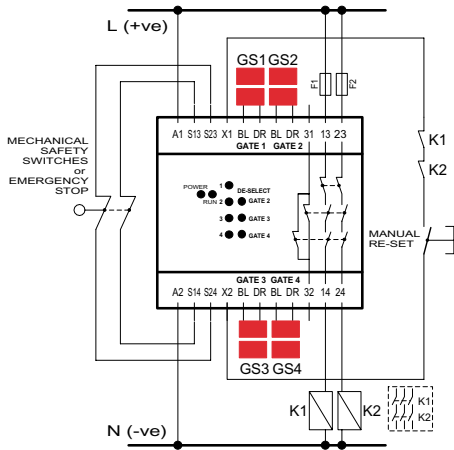 L (+ve)
GS1 GS2
F1 F2
A1 S13 S23 X1 BL DR BL DR 31 13 23
GATE 1 GATE 2
K1
K2
MECHANICAL
SAFETY
SWITCHES
or
EMERGENCY
STOP
POWER
RUN
1
DE-SELECT
2 GATE 2
3 GATE 3
4 GATE 4
MANUAL
RE-SET
GATE 3 GATE 4
A2 S14 S24 X2 BL DR BL DR 32 14 24
GS3 GS4
K1 K2
K1
K2
N (-ve)